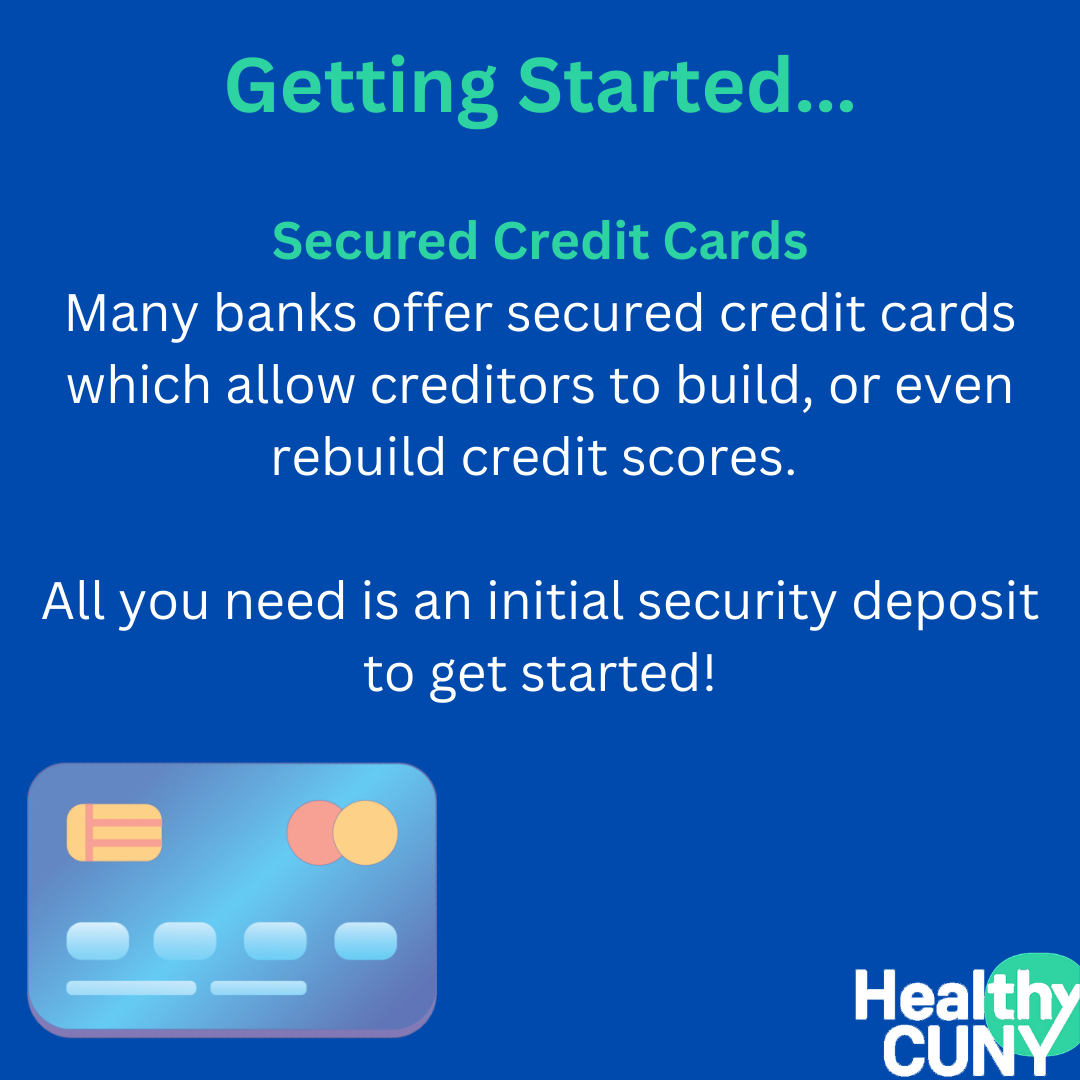 Getting Started...
Secured Credit Cards
Many banks offer secured credit cards
which allow creditors to build, or even
rebuild credit scores.
All you need is an initial security deposit
to get started!
Healthy
CUNY